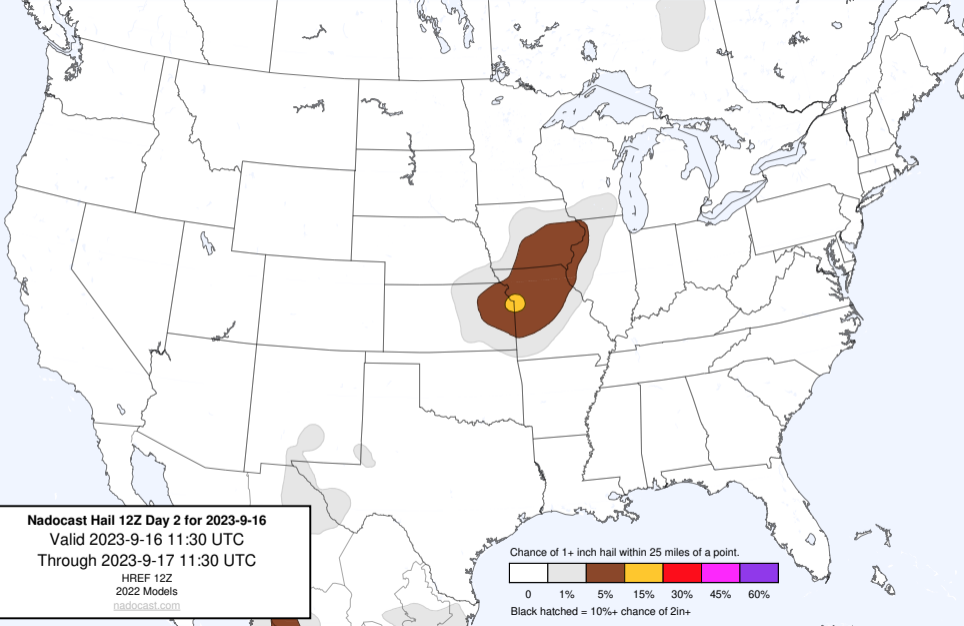 Nadocast Hail 12Z Day 2 for 2023-9-16
Valid 2023-9-16 11:30 UTC
Through 2023-9-17 11:30 UTC
HREF 12Z
2022 Models
nadocast.com
Chance of 1+ inch hail within 25 miles of a point.
0 1% 5% 15% 30% 45% 60%
Black hatched = 10%+ chance of 2in+